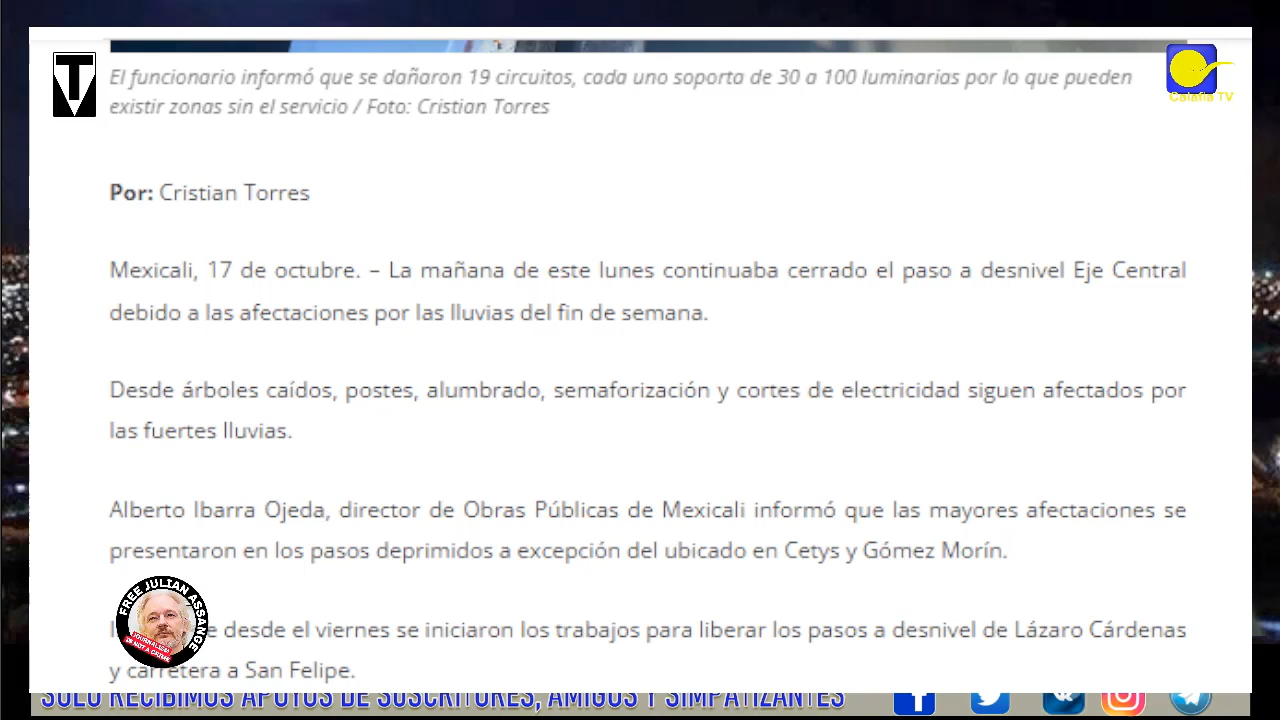 El funcionario informó que se dañaron 19 circuitos, cada uno soporta de 30 a 100 luminarias por lo que pueden
existir zonas sin el servicio / Foto: Cristian Torres
Calafia TV
Por: Cristian Torres
Mexicali, 17 de octubre. – La mañana de este lunes continuaba cerrado el paso a desnivel Eje Central
debido a las afectaciones por las lluvias del fin de semana.
Desde árboles caídos, postes, alumbrado, semaforización y cortes de electricidad siguen afectados por
las fuertes lluvias.
Alberto Ibarra Ojeda, director de Obras Públicas de Mexicali informó que las mayores afectaciones se
presentaron en los pasos deprimidos a excepción del ubicado en Cetys y Gómez Morín.
FREE JULIAN ASSANGE
JOURNALISM
IS NOT A CRIME
desde el viernes se iniciaron los trabajos para liberar los pasos a desnivel de Lázaro Cárdenas
y carretera a San Felipe.
SOLO RECIBIMOS APOYOS DE SUSCRITORES, AMIGOS Y SIMPATIZANTES